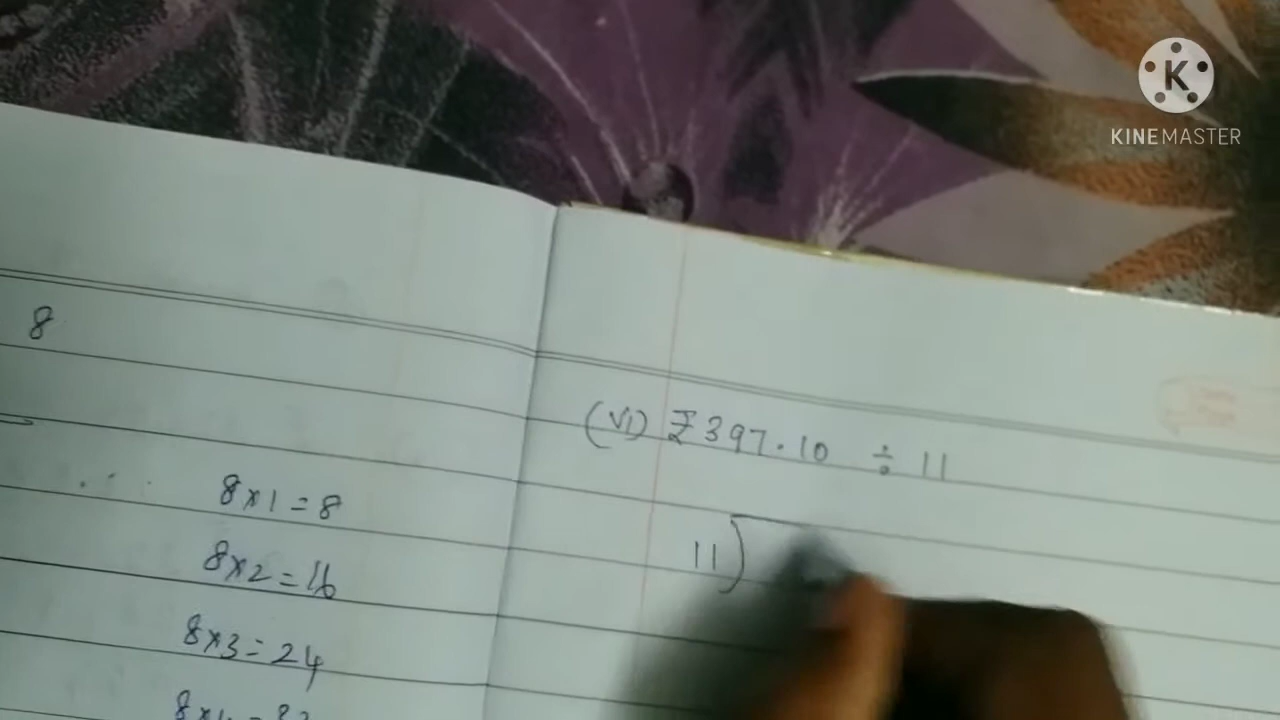 K
KINEMASTER
8
8×1=8
8×2=16
8×3=24
(vi) ₹397.10 ÷ 11
11)